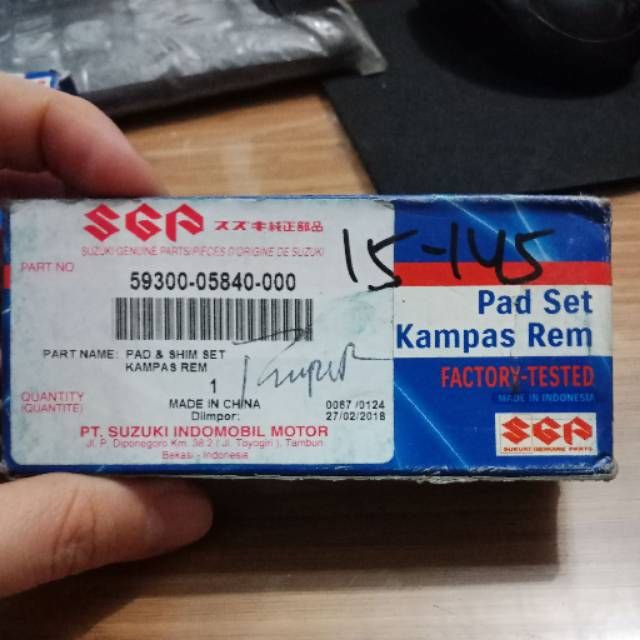 SGP スズキ純正部品
SUZUKI GENUINE PARTS/PIECES D'ORIGINE DE SUZUKI
PART NO
59300-05840-000
PART NAME: PAD & SHIM SET
KAMPAS REM
QUANTITY
(QUANTITE)
1
MADE IN CHINA
Diimpor:
0067 /0124
27/02/2018
PT. SUZUKI INDOMOBIL MOTOR
Jl. P. Diponegoro Km. 38.2 / Jl. Toyogiri ), Tambun,
Bekasi - Indonesia
15-145
Pad Set
Kampas Rem
FACTORY-TESTED
MADE IN INDONESIA
SGP
SUZUKI GENUINE PARTS